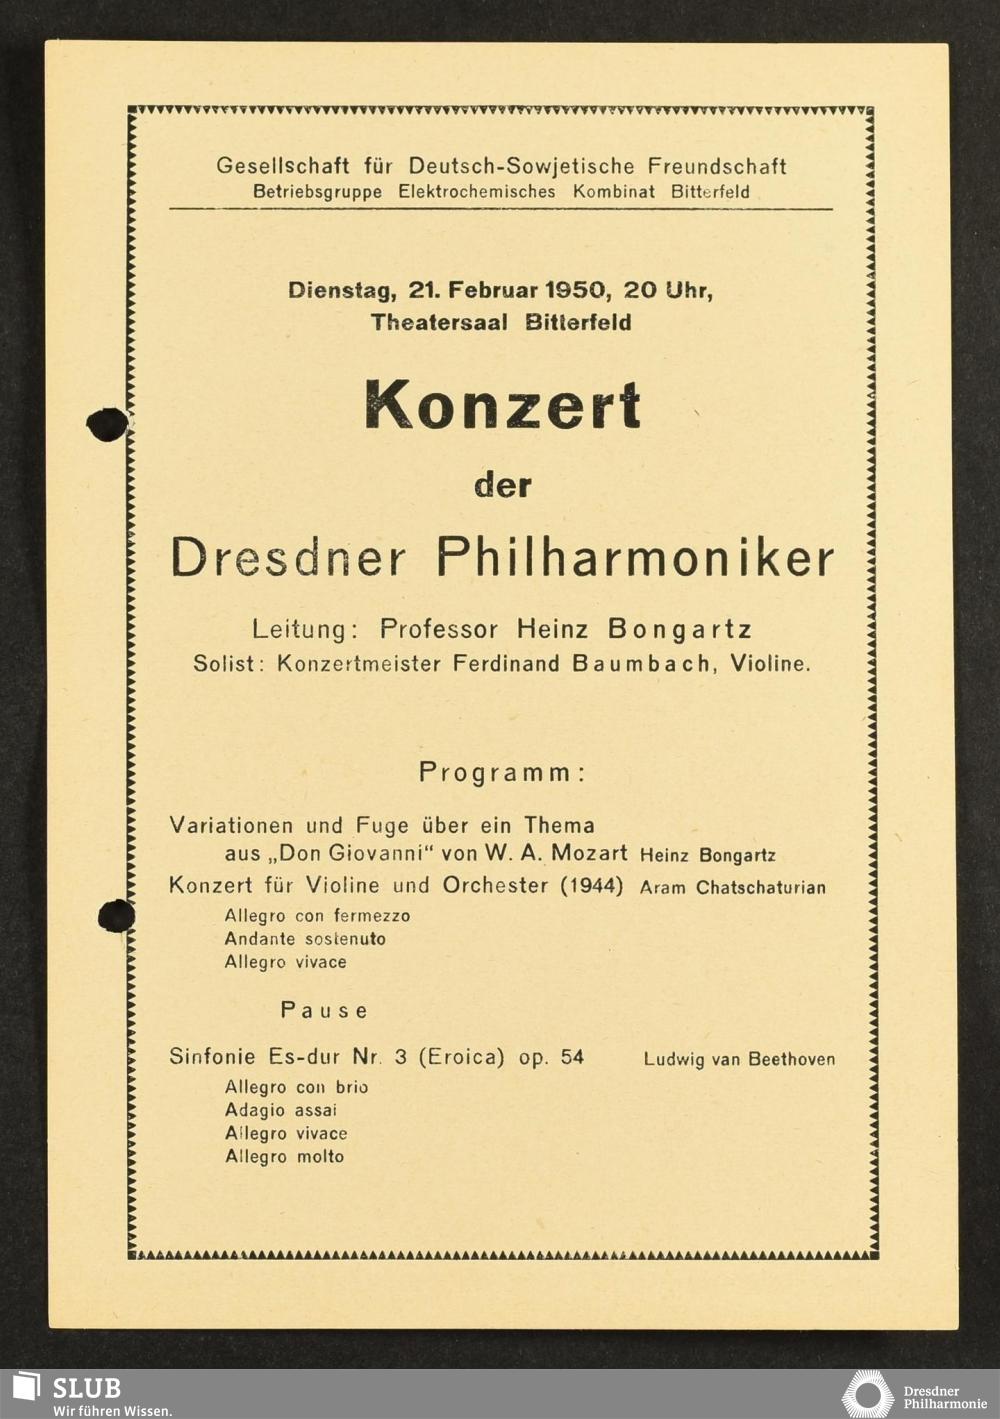 Gesellschaft für Deutsch-Sowjetische Freundschaft
Betriebsgruppe Elektrochemisches Kombinat Bitterfeld
Dienstag, 21. Februar 1950, 20 Uhr,
Theatersaal Bitterfeld
Konzert
der
Dresdner Philharmoniker
Leitung: Professor Heinz Bongartz
Solist: Konzertmeister Ferdinand Baumbach, Violine.
Programm:
Variationen und Fuge über ein Thema
aus „Don Giovanni“ von W. A. Mozart Heinz Bongartz
Konzert für Violine und Orchester (1944) Aram Chatschaturian
Allegro con fermezzo
Andante sostenuto
Allegro vivace
Pause
Sinfonie Es-dur Nr. 3 (Eroica) op. 54 Ludwig van Beethoven
Allegro con brio
Adagio assai
Allegro vivace
Allegro molto
SLUB
Wir führen Wissen.
Dresdner
Philharmonie